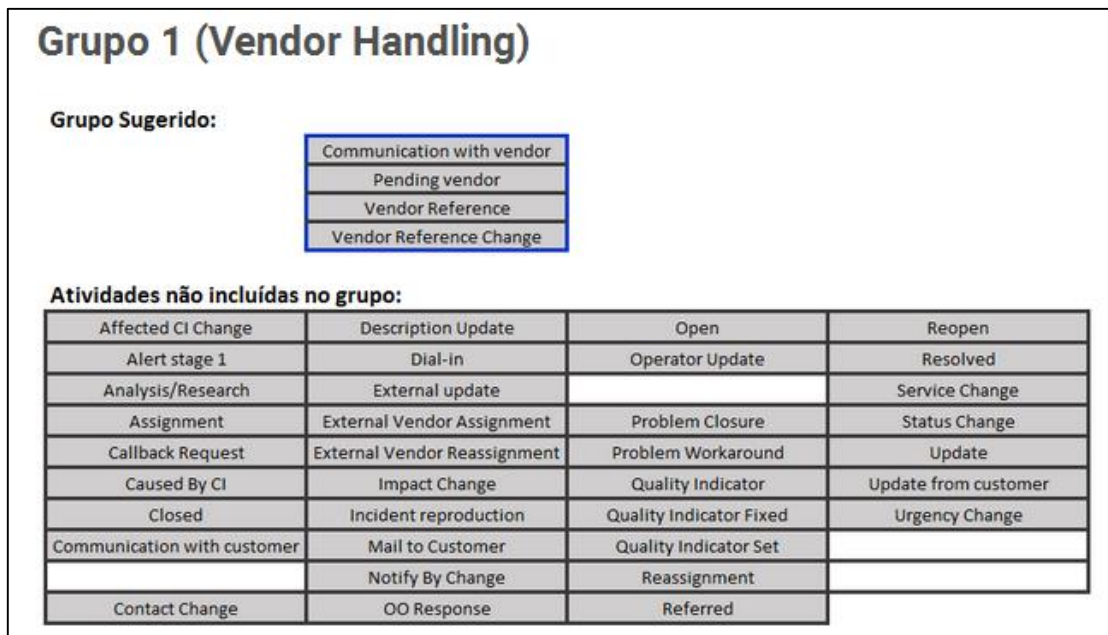 Grupo 1 (Vendor Handling)
Grupo Sugerido:
Communication with vendor
Pending vendor
Vendor Reference
Vendor Reference Change
Atividades não incluídas no grupo:
Affected CI Change Description Update Open Reopen
Alert stage 1 Dial-in Operator Update Resolved
Analysis/Research External update Service Change
Assignment External Vendor Assignment Problem Closure Status Change
Callback Request External Vendor Reassignment Problem Workaround Update
Caused By CI Impact Change Quality Indicator Update from customer
Closed Incident reproduction Quality Indicator Fixed Urgency Change
Communication with customer Mail to Customer Quality Indicator Set
Notify By Change Reassignment
Contact Change OO Response Referred